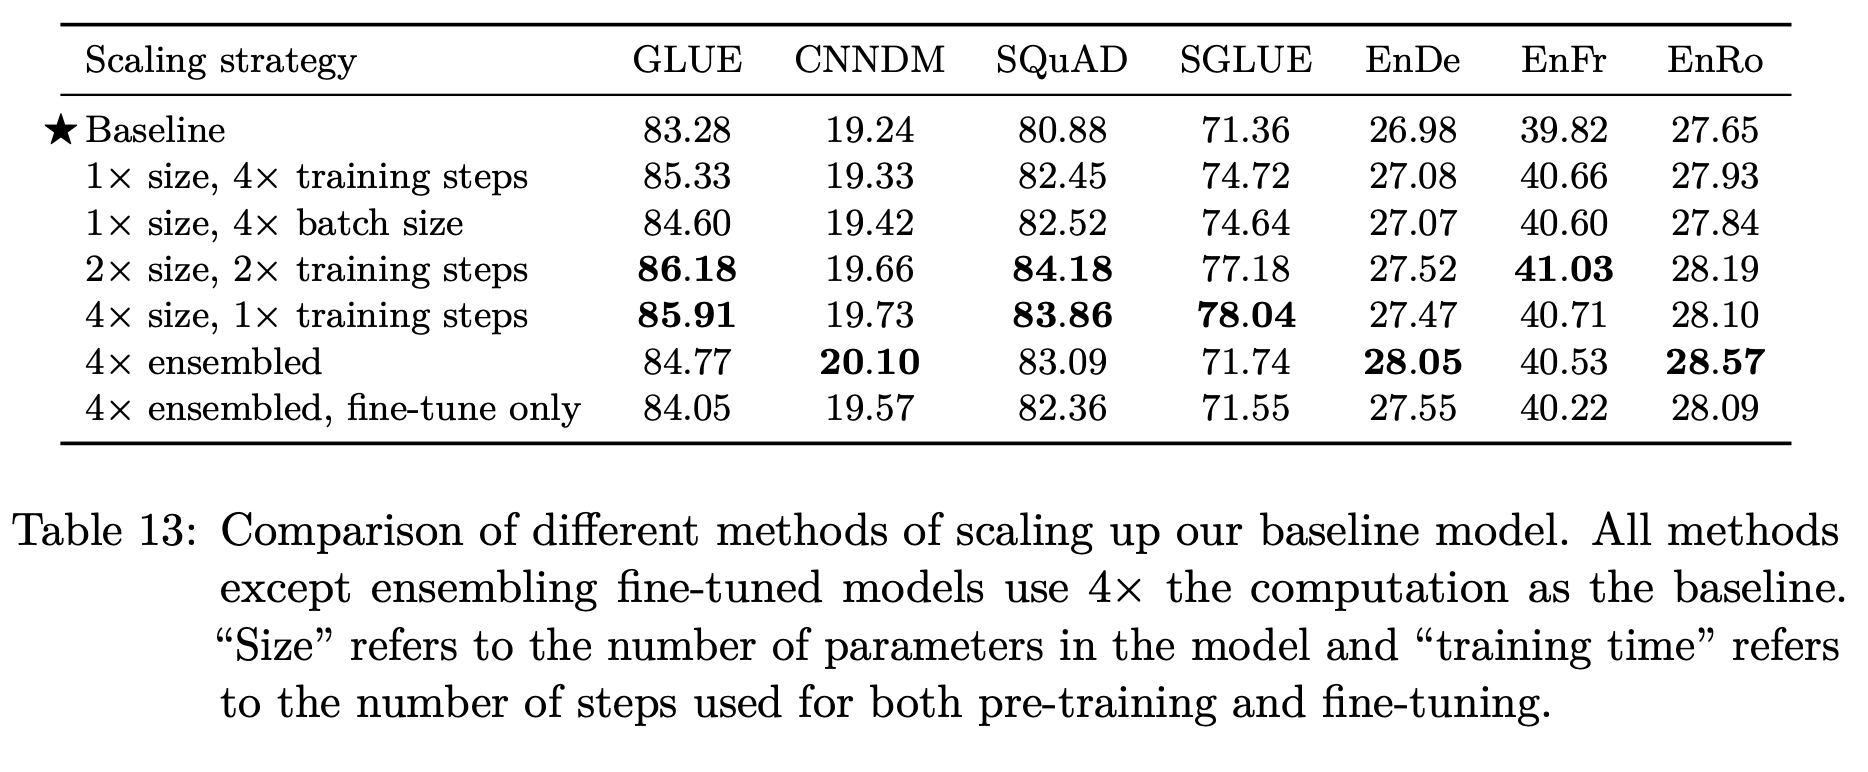 Scaling strategy GLUE CNNDM SQuAD SGLUE EnDe EnFr EnRo
★ Baseline 83.28 19.24 80.88 71.36 26.98 39.82 27.65
1× size, 4× training steps 85.33 19.33 82.45 74.72 27.08 40.66 27.93
1× size, 4× batch size 84.60 19.42 82.52 74.64 27.07 40.60 27.84
2× size, 2× training steps 86.18 19.66 84.18 77.18 27.52 41.03 28.19
4× size, 1× training steps 85.91 19.73 83.86 78.04 27.47 40.71 28.10
4× ensembled 84.77 20.10 83.09 71.74 28.05 40.53 28.57
4× ensembled, fine-tune only 84.05 19.57 82.36 71.55 27.55 40.22 28.09
Table 13: Comparison of different methods of scaling up our baseline model. All methods
except ensembling fine-tuned models use 4× the computation as the baseline.
“Size” refers to the number of parameters in the model and “training time” refers
to the number of steps used for both pre-training and fine-tuning.